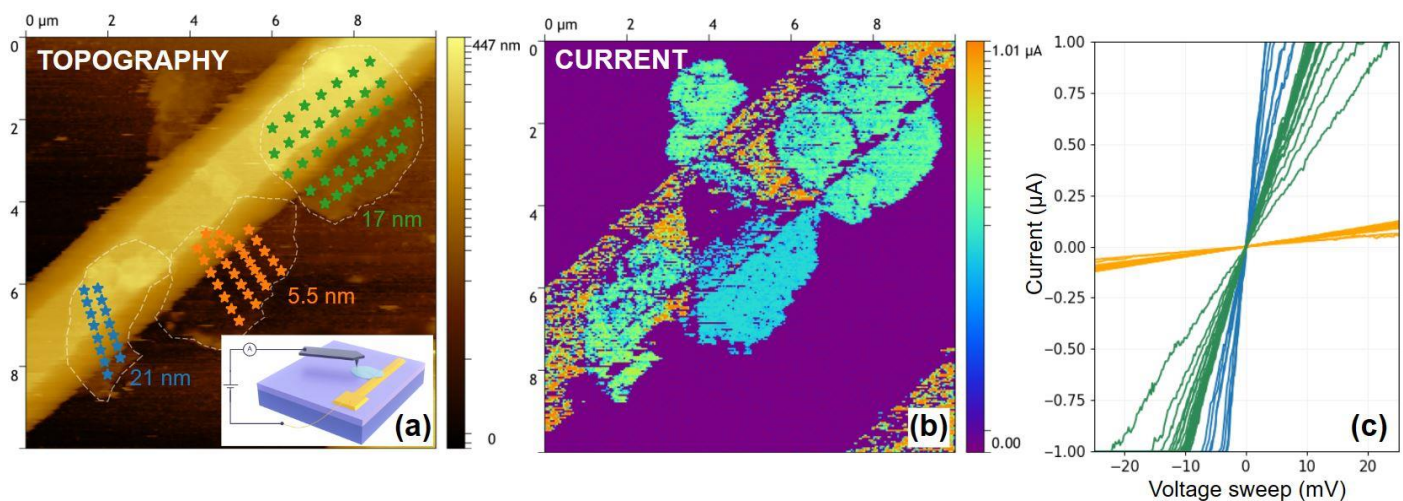 0 µm 2 4 6 8
0
2
4
6
8
TOPOGRAPHY
447 nm
0
17 nm
5.5 nm
21 nm
A
(a)
0 µm 2 4 6 8
0
2
4
6
8
CURRENT
1.01 µA
0.00
(b)
1.00
0.75
0.50
0.25
0.00
−0.25
−0.50
−0.75
−1.00
Current (µA)
−20 −10 0 10 20
Voltage sweep (mV)
(c)